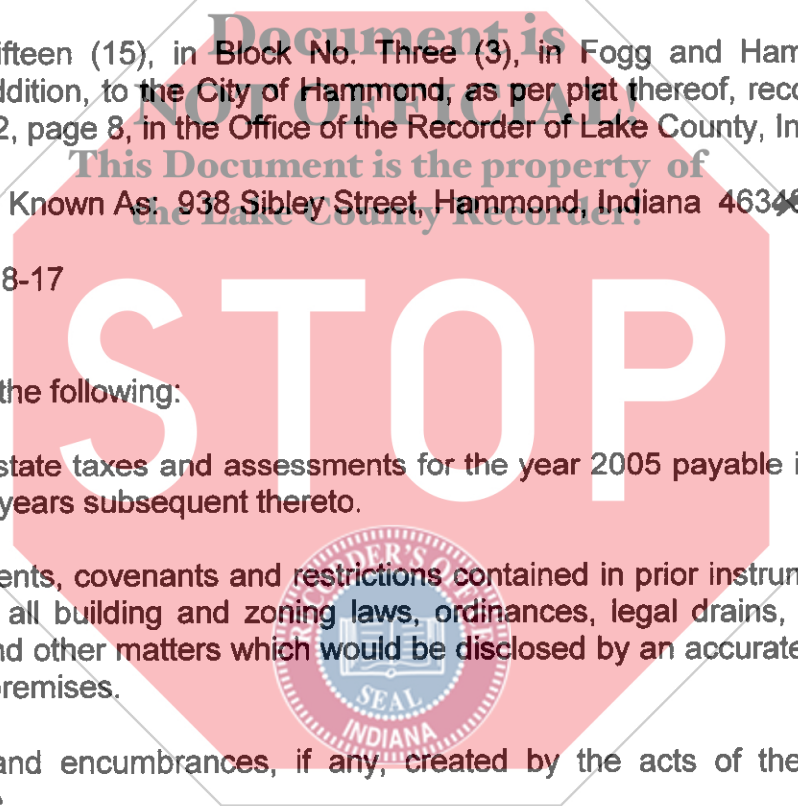 Document is
ifteen (15), in Block No. Three (3), in Fogg and Ham
ddition, to the City of Hammond, as per plat thereof, reco
NOT OFFICIAL!
2, page 8, in the Office of the Recorder of Lake County, In
This Document is the property of
Known As: 938 Sibley Street, Hammond, Indiana 4634
the Lake County Recorder!
8-17
STOP
the following:
state taxes and assessments for the year 2005 payable i
years subsequent thereto.
ents, covenants and restrictions contained in prior instrum
all building and zoning laws, ordinances, legal drains,
nd other matters which would be disclosed by an accurate
premises.
RECORDER'S OFFICE
SEAL
INDIANA
and encumbrances, if any, created by the acts of the